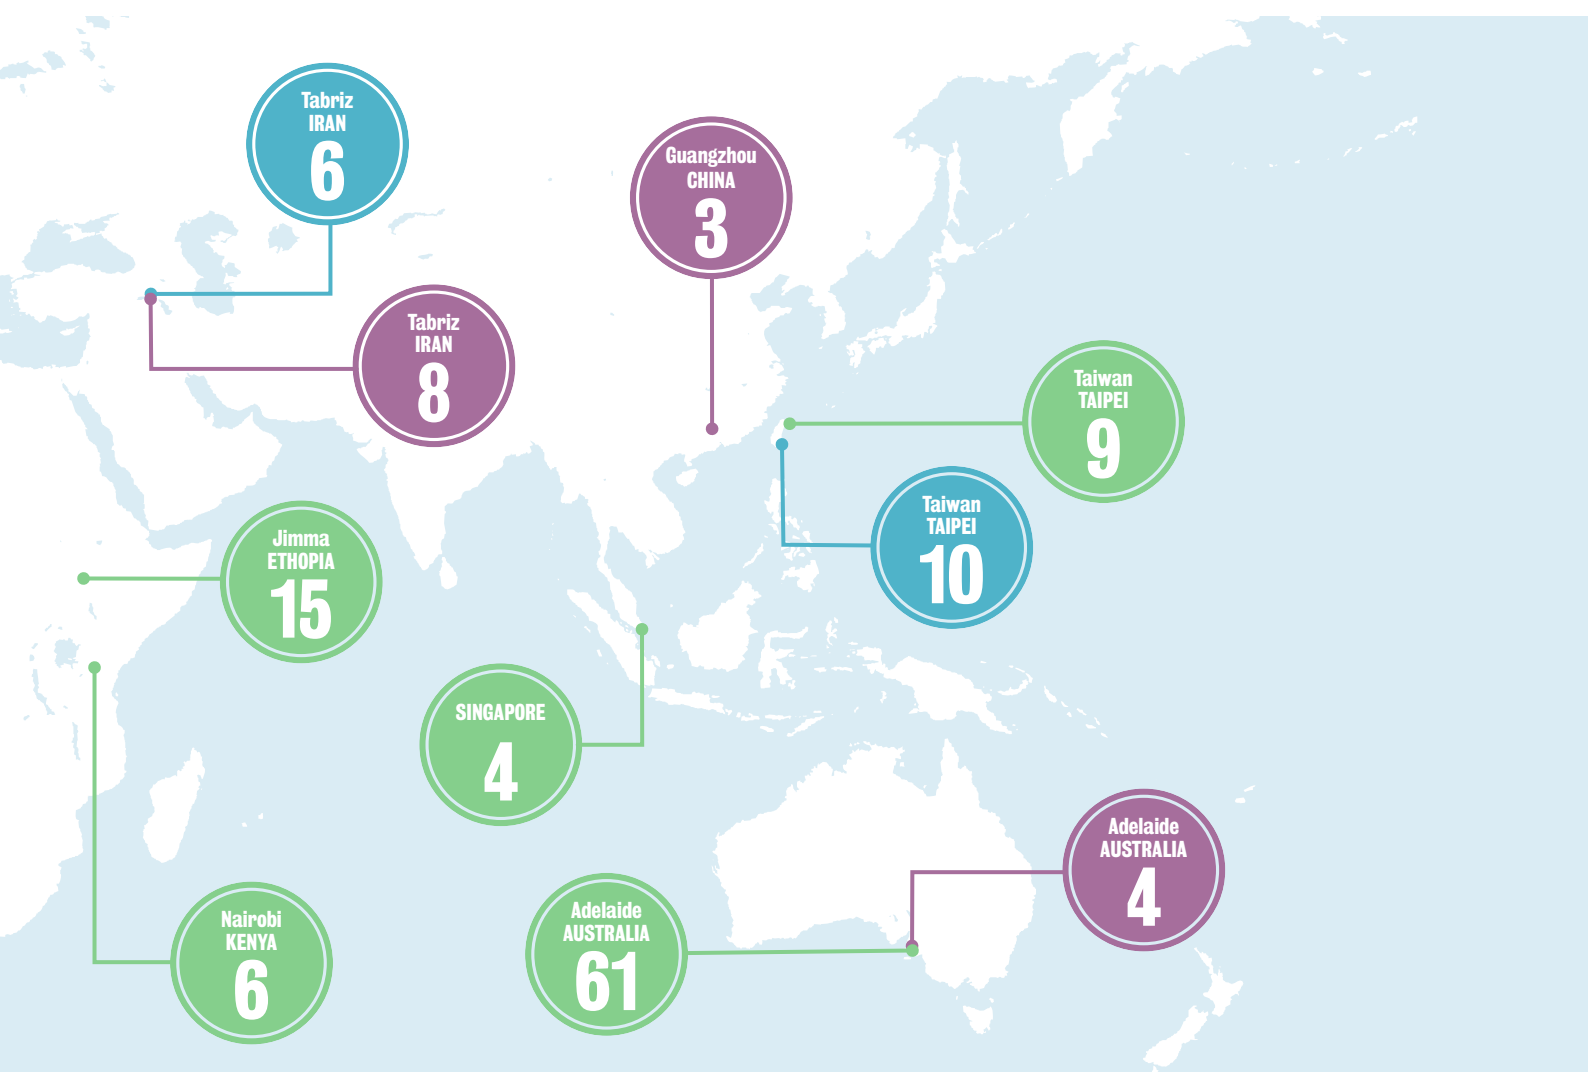 Tabriz
IRAN
6
Guangzhou
CHINA
3
Tabriz
IRAN
8
Taiwan
TAIPEI
9
Taiwan
TAIPEI
10
Jimma
ETHOPIA
15
SINGAPORE
4
Adelaide
AUSTRALIA
4
Adelaide
AUSTRALIA
61
Nairobi
KENYA
6